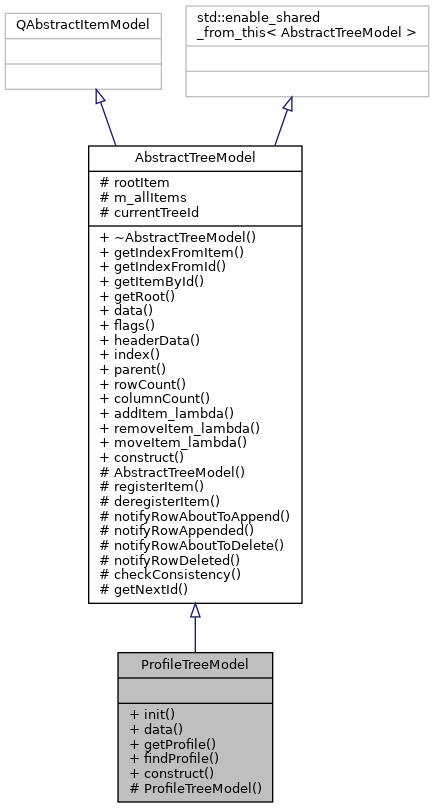 QAbstractItemModel
std::enable_shared
_from_this< AbstractTreeModel >
AbstractTreeModel
# rootItem
# m_allItems
# currentTreeId
+ ~AbstractTreeModel()
+ getIndexFromItem()
+ getIndexFromId()
+ getItemById()
+ getRoot()
+ data()
+ flags()
+ headerData()
+ index()
+ parent()
+ rowCount()
+ columnCount()
+ addItem_lambda()
+ removeItem_lambda()
+ moveItem_lambda()
+ construct()
# AbstractTreeModel()
# registerItem()
# deregisterItem()
# notifyRowAboutToAppend()
# notifyRowAppended()
# notifyRowAboutToDelete()
# notifyRowDeleted()
# checkConsistency()
# getNextId()
ProfileTreeModel
+ init()
+ data()
+ getProfile()
+ findProfile()
+ construct()
# ProfileTreeModel()